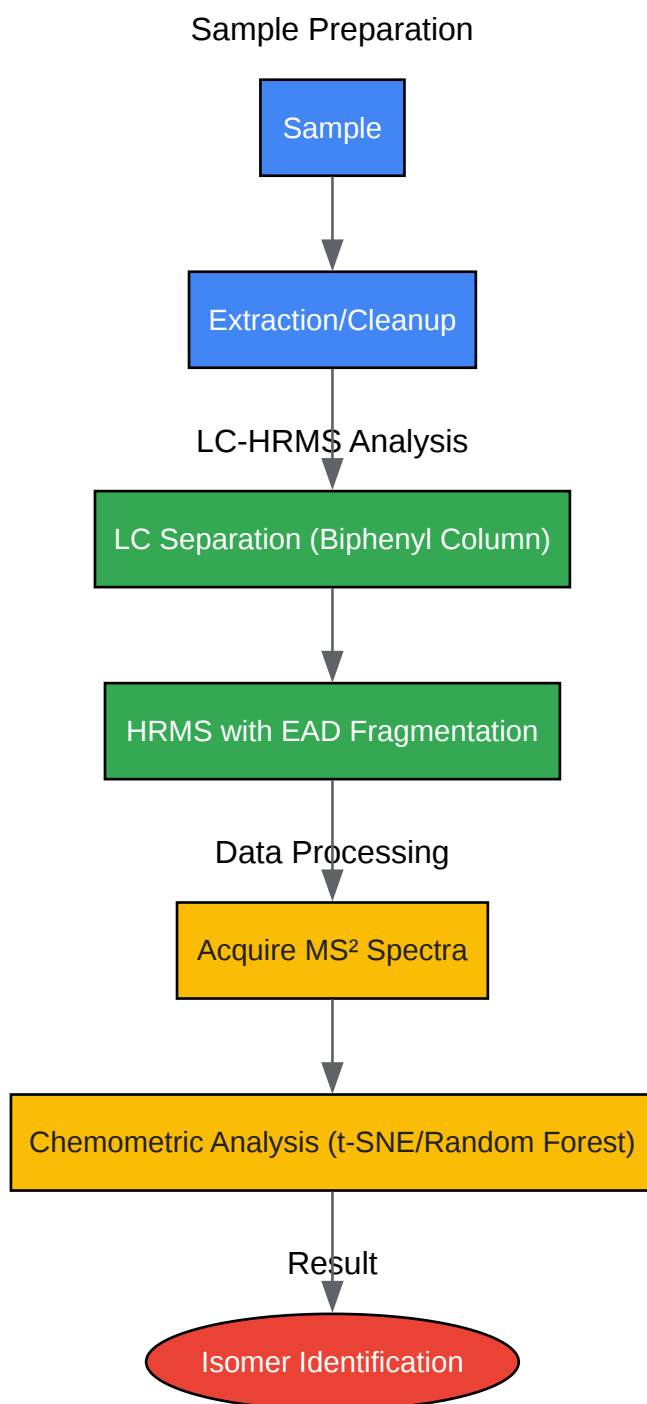 Sample Preparation
Sample
Extraction/Cleanup
LC-HRMS Analysis
LC Separation (Biphenyl Column)
HRMS with EAD Fragmentation
Data Processing
Acquire MS² Spectra
Chemometric Analysis (t-SNE/Random Forest)
Result
Isomer Identification